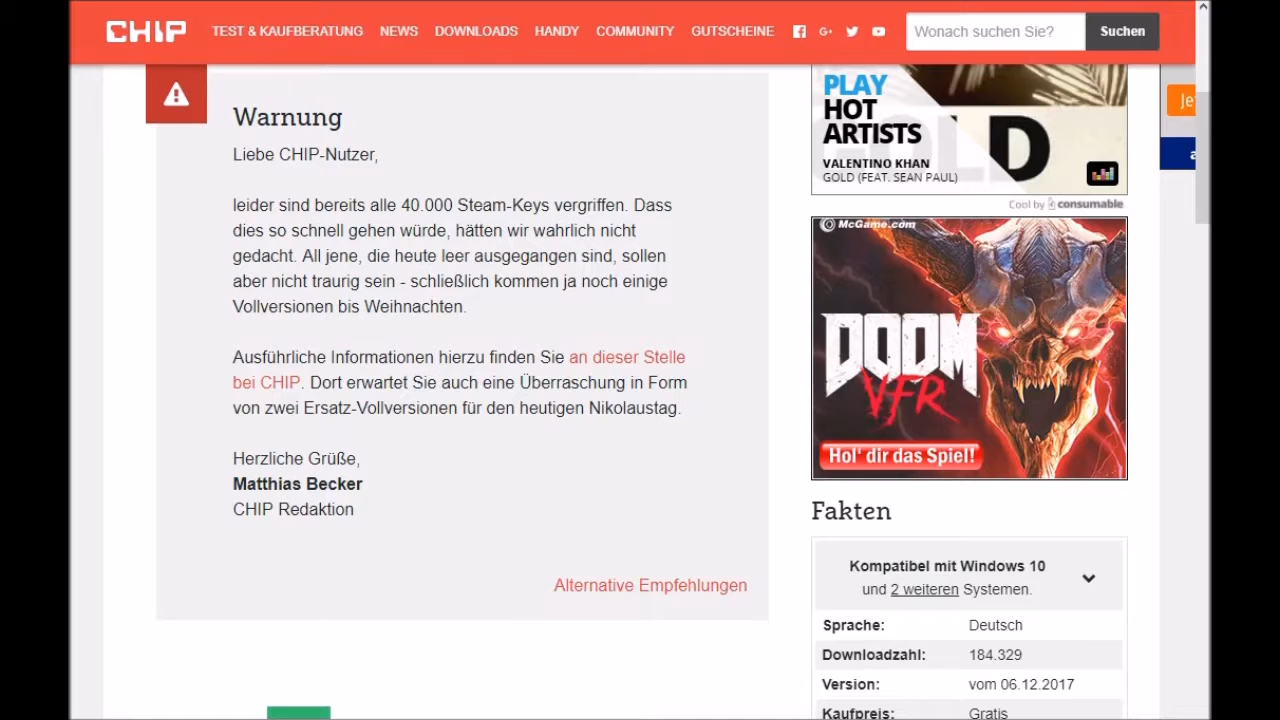 CHIP
TEST & KAUFBERATUNG NEWS DOWNLOADS HANDY COMMUNITY GUTSCHEINE
Wonach suchen Sie?
Suchen
Warnung
Liebe CHIP-Nutzer,
leider sind bereits alle 40.000 Steam-Keys vergriffen. Dass
dies so schnell gehen würde, hätten wir wahrlich nicht
gedacht. All jene, die heute leer ausgegangen sind, sollen
aber nicht traurig sein - schließlich kommen ja noch einige
Vollversionen bis Weihnachten.
Ausführliche Informationen hierzu finden Sie an dieser Stelle
bei CHIP. Dort erwartet Sie auch eine Überraschung in Form
von zwei Ersatz-Vollversionen für den heutigen Nikolaustag.
Herzliche Grüße,
Matthias Becker
CHIP Redaktion
Alternative Empfehlungen
PLAY
HOT
ARTISTS
VALENTINO KHAN
GOLD (FEAT. SEAN PAUL)
GOLD
Cool by consumable
McGame.com
DOOM
VFR
Hol' dir das Spiel!
Fakten
Kompatibel mit Windows 10
und 2 weiteren Systemen.
Sprache: Deutsch
Downloadzahl: 184.329
Version: vom 06.12.2017
Kaufpreis: Gratis